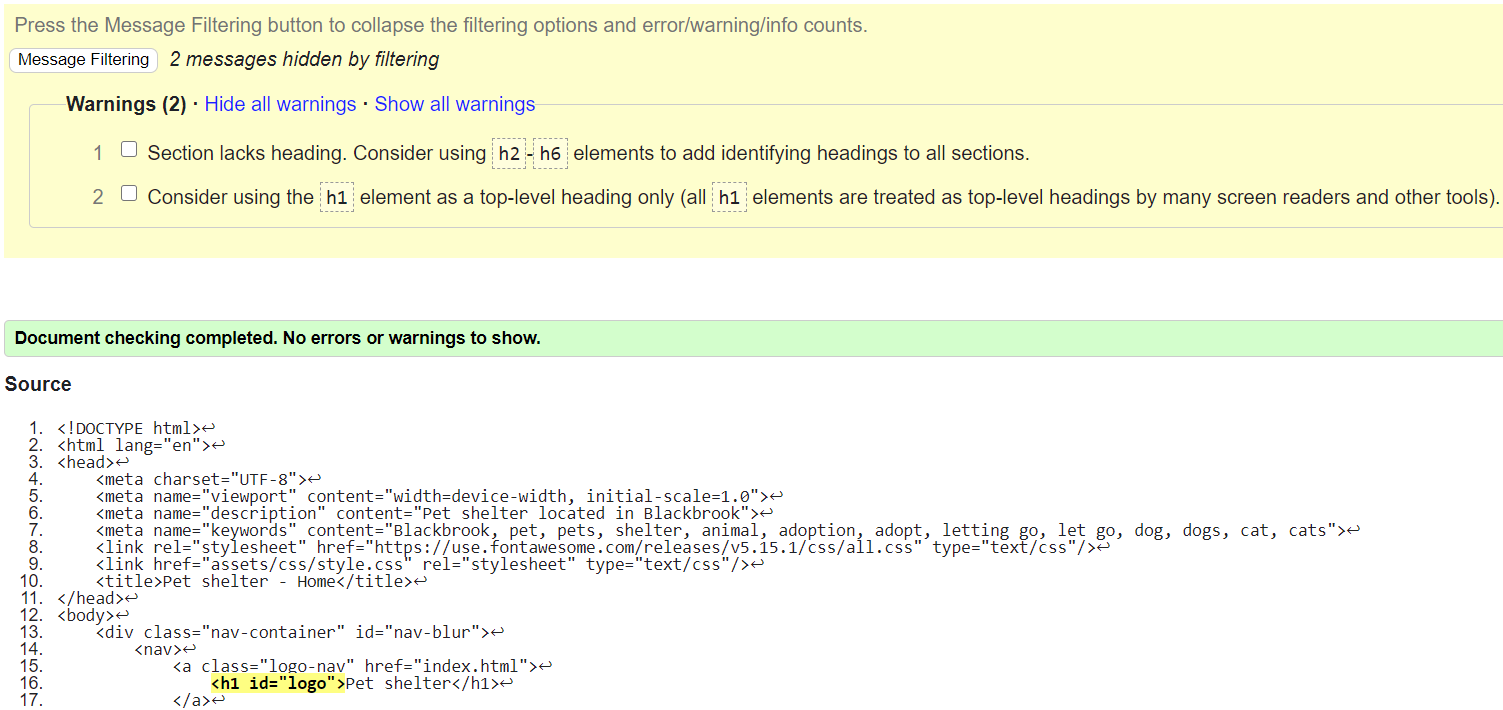 Press the Message Filtering button to collapse the filtering options and error/warning/info counts.
Message Filtering 2 messages hidden by filtering
Warnings (2) · Hide all warnings · Show all warnings
1 Section lacks heading. Consider using h2-h6 elements to add identifying headings to all sections.
2 Consider using the h1 element as a top-level heading only (all h1 elements are treated as top-level headings by many screen readers and other tools).
Document checking completed. No errors or warnings to show.
Source
1. <!DOCTYPE html>↩
2. <html lang="en">↩
3. <head>↩
4.     <meta charset="UTF-8">↩
5.     <meta name="viewport" content="width=device-width, initial-scale=1.0">↩
6.     <meta name="description" content="Pet shelter located in Blackbrook">↩
7.     <meta name="keywords" content="Blackbrook, pet, pets, shelter, animal, adoption, adopt, letting go, let go, dog, dogs, cat, cats">↩
8.     <link rel="stylesheet" href="https://use.fontawesome.com/releases/v5.15.1/css/all.css" type="text/css"/>↩
9.     <link href="assets/css/style.css" rel="stylesheet" type="text/css"/>↩
10.     <title>Pet shelter - Home</title>↩
11. </head>↩
12. <body>↩
13.     <div class="nav-container" id="nav-blur">↩
14.         <nav>↩
15.             <a class="logo-nav" href="index.html">↩
16.                 <h1 id="logo">Pet shelter</h1>↩
17.             </a>↩